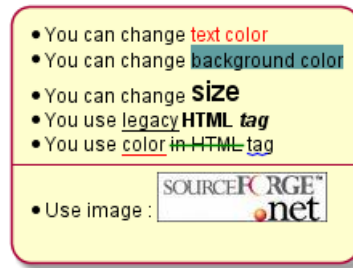 • You can change text color
• You can change background color
• You can change size
• You use legacy HTML tag
• You use color in HTML tag
• Use image : SOURCEFORGE™
.net